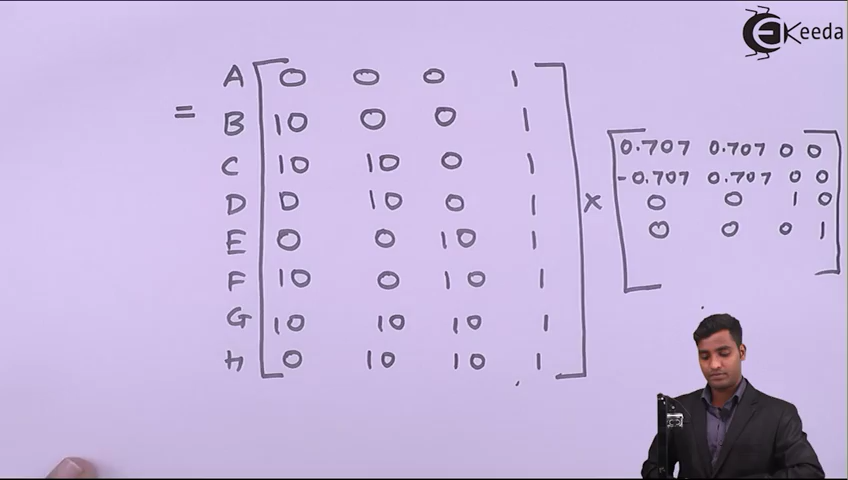 EKeeda
A 0 0 0 1
= B 10 0 0 1
C 10 10 0 1
D 0 10 0 1
E 0 0 10 1
F 10 0 10 1
G 10 10 10 1
H 0 10 10 1
×
0.707 0.707 0 0
-0.707 0.707 0 0
0 0 1 0
0 0 0 1